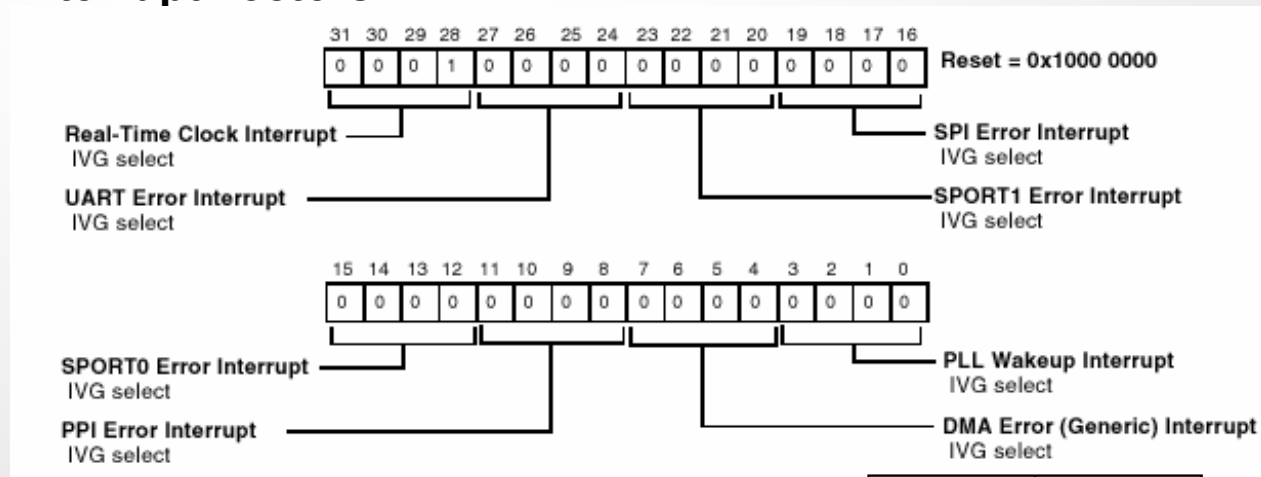 31 30 29 28 27 26 25 24 23 22 21 20 19 18 17 16
0 0 0 1 0 0 0 0 0 0 0 0 0 0 0 0
Reset = 0x1000 0000
Real-Time Clock Interrupt
IVG select
SPI Error Interrupt
IVG select
UART Error Interrupt
IVG select
SPORT1 Error Interrupt
IVG select
15 14 13 12 11 10 9 8 7 6 5 4 3 2 1 0
0 0 0 0 0 0 0 0 0 0 0 0 0 0 0 0
SPORT0 Error Interrupt
IVG select
PLL Wakeup Interrupt
IVG select
PPI Error Interrupt
IVG select
DMA Error (Generic) Interrupt
IVG select